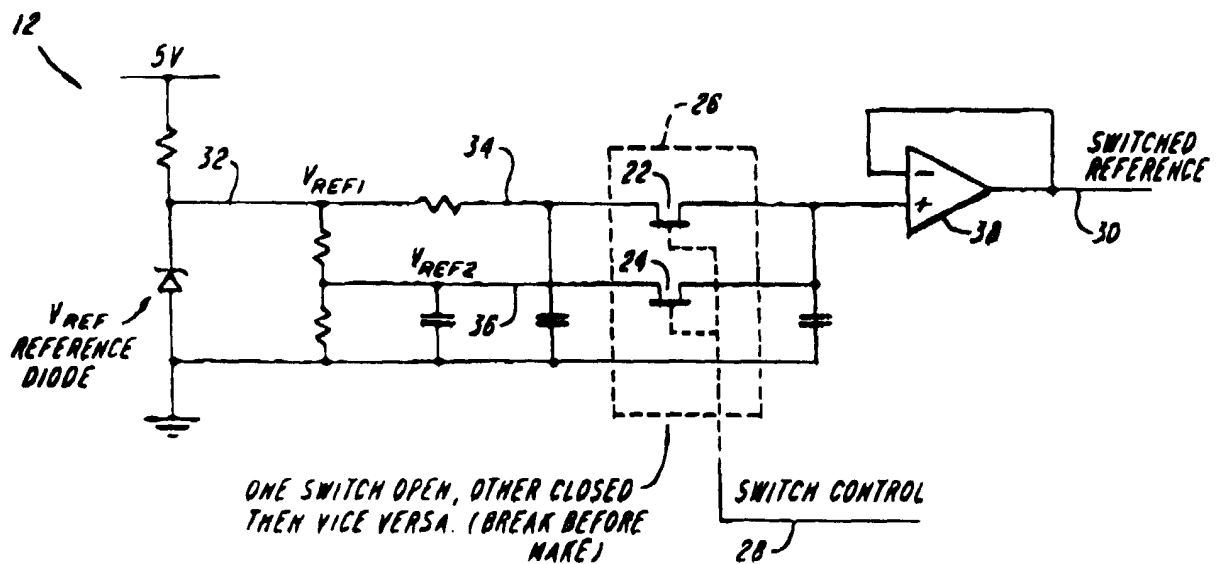 12
5V
26
34
32
22
SWITCHED
REFERENCE
VREF1
38
30
24
VREF2
36
VREF
REFERENCE
DIODE
ONE SWITCH OPEN, OTHER CLOSED
THEN VICE VERSA. (BREAK BEFORE
MAKE)
SWITCH CONTROL
28
-
+